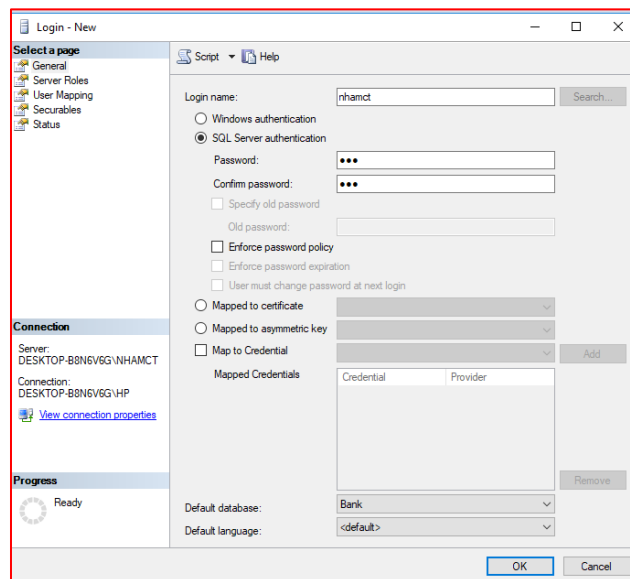 Login - New
Select a page
General
Server Roles
User Mapping
Securables
Status
Script
Help
Login name:
nhamct
Search...
Windows authentication
SQL Server authentication
Password:
●●●
Confirm password:
●●●
Specify old password
Old password:
Enforce password policy
Enforce password expiration
User must change password at next login
Mapped to certificate
Mapped to asymmetric key
Map to Credential
Add
Mapped Credentials
Credential
Provider
Remove
Default database:
Bank
Default language:
<default>
Connection
Server:
DESKTOP-B8N6V6G\NHAMCT
Connection:
DESKTOP-B8N6V6G\HP
View connection properties
Progress
Ready
OK
Cancel